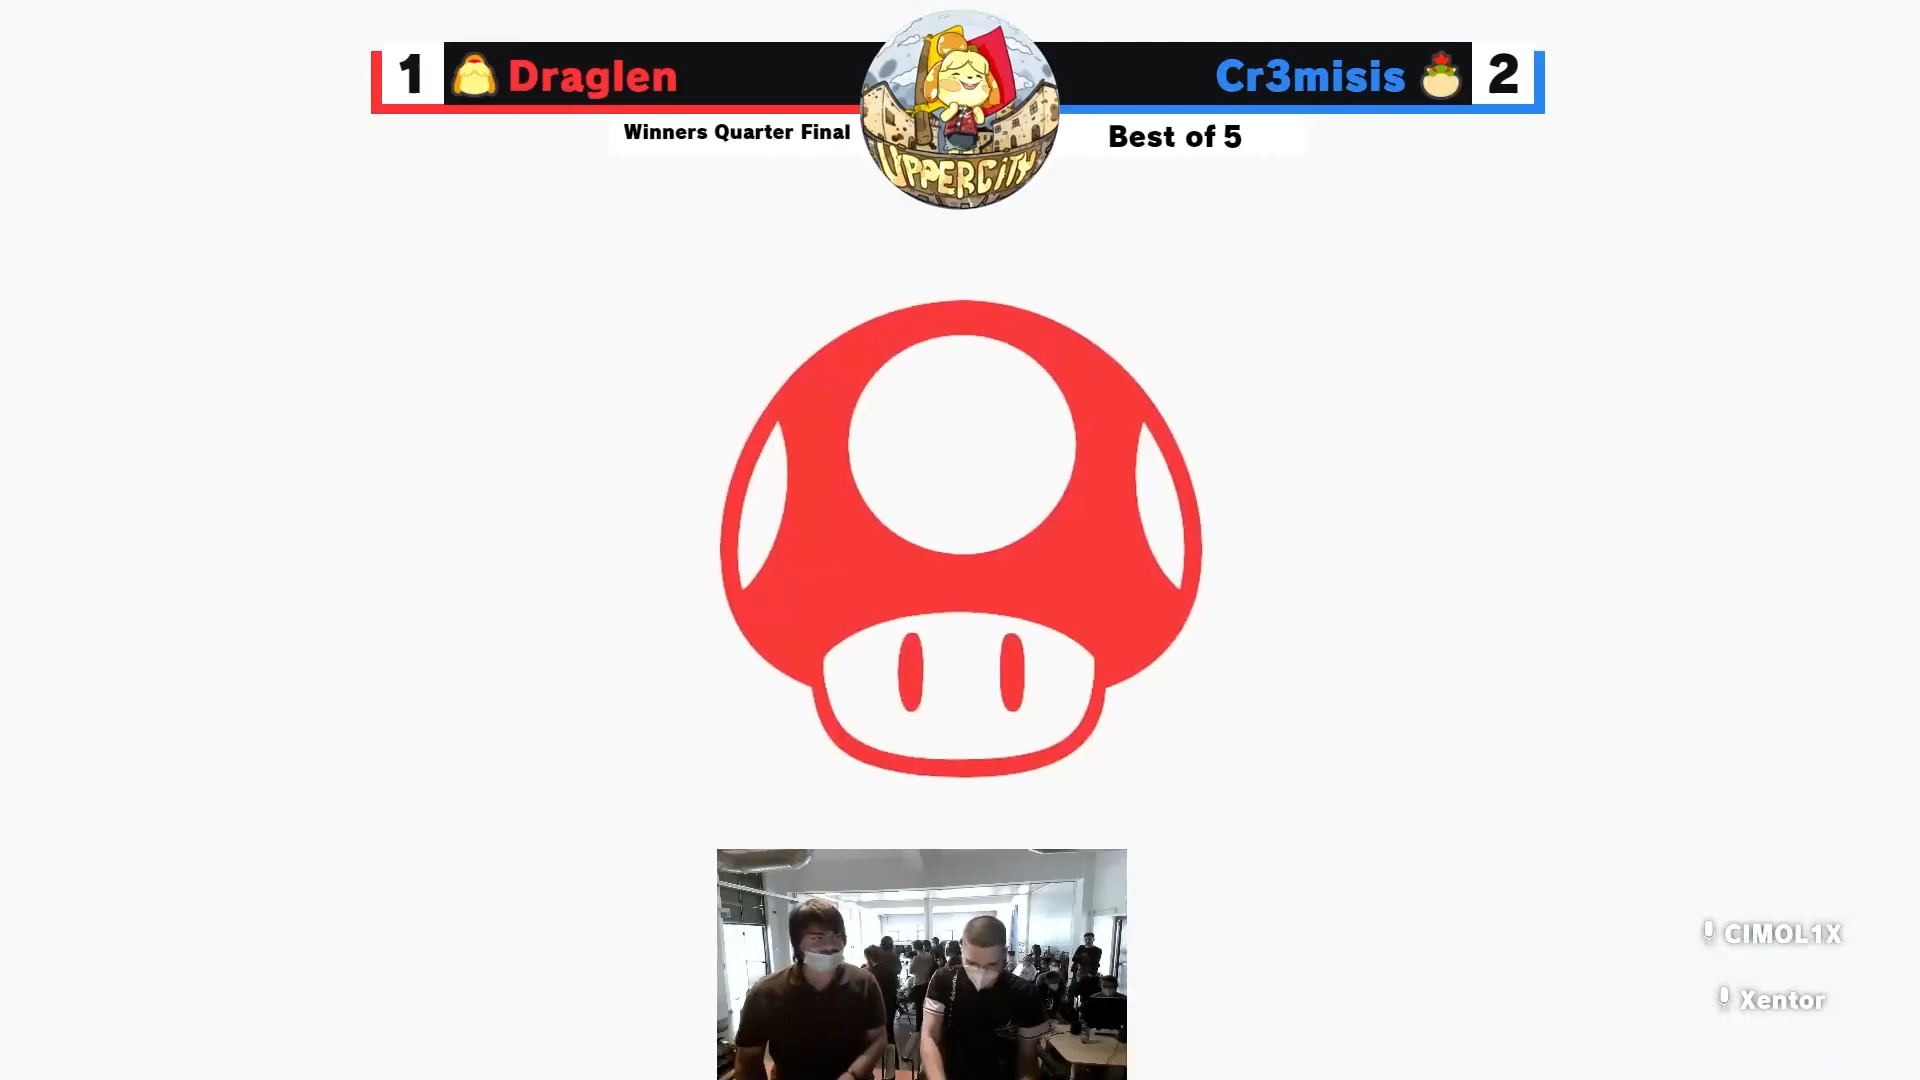 1 Draglen
Cr3misis 2
Winners Quarter Final
Best of 5
UPPERCITY
CIMOL1X
Xentor